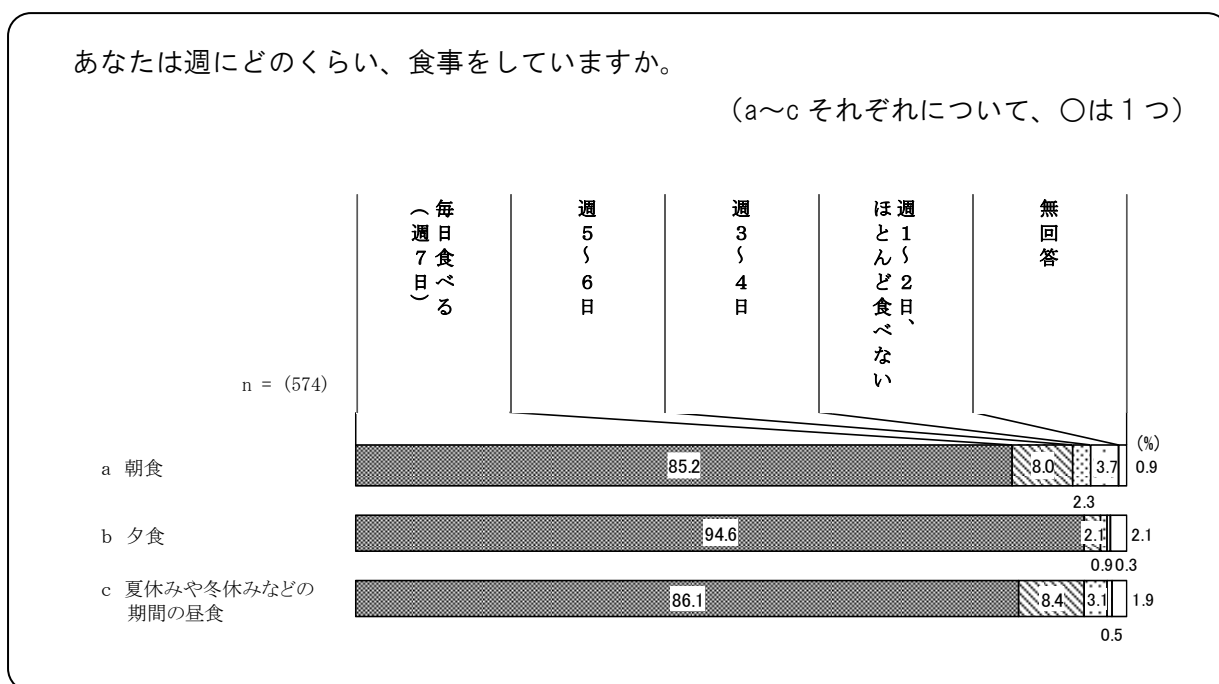 あなたは週にどのくらい、食事をしていますか。
（a～c それぞれについて、○は１つ）
毎日食べる
（週７日）
週５～６日
週３～４日
週１～２日、
ほとんど食べない
無回答
n = (574)
(%)
a 朝食
85.2
8.0
3.7
0.9
2.3
b 夕食
94.6
2.1
2.1
0.9
0.3
c 夏休みや冬休みなどの
期間の昼食
86.1
8.4
3.1
1.9
0.5